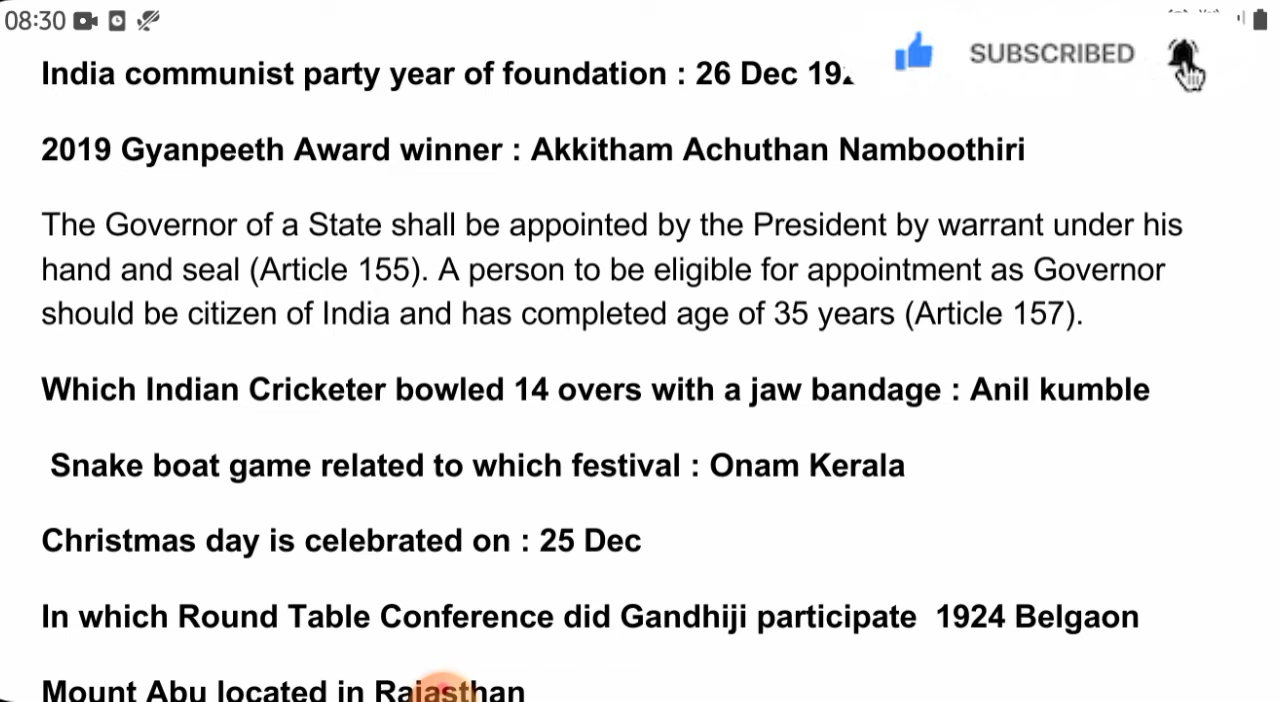 08:30
SUBSCRIBED
India communist party year of foundation : 26 Dec
2019 Gyanpeeth Award winner : Akkitham Achuthan Namboothiri
The Governor of a State shall be appointed by the President by warrant under his
hand and seal (Article 155). A person to be eligible for appointment as Governor
should be citizen of India and has completed age of 35 years (Article 157).
Which Indian Cricketer bowled 14 overs with a jaw bandage : Anil kumble
Snake boat game related to which festival : Onam Kerala
Christmas day is celebrated on : 25 Dec
In which Round Table Conference did Gandhiji participate 1924 Belgaon
Mount Abu located in Rajasthan